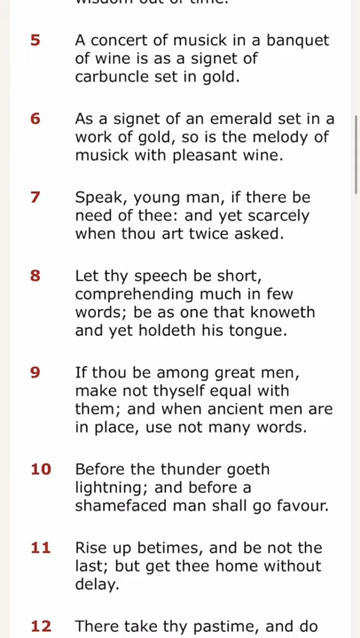 wisdom out of time.
5 A concert of musick in a banquet
of wine is as a signet of
carbuncle set in gold.
6 As a signet of an emerald set in a
work of gold, so is the melody of
musick with pleasant wine.
7 Speak, young man, if there be
need of thee: and yet scarcely
when thou art twice asked.
8 Let thy speech be short,
comprehending much in few
words; be as one that knoweth
and yet holdeth his tongue.
9 If thou be among great men,
make not thyself equal with
them; and when ancient men are
in place, use not many words.
10 Before the thunder goeth
lightning; and before a
shamefaced man shall go favour.
11 Rise up betimes, and be not the
last; but get thee home without
delay.
12 There take thy pastime, and do